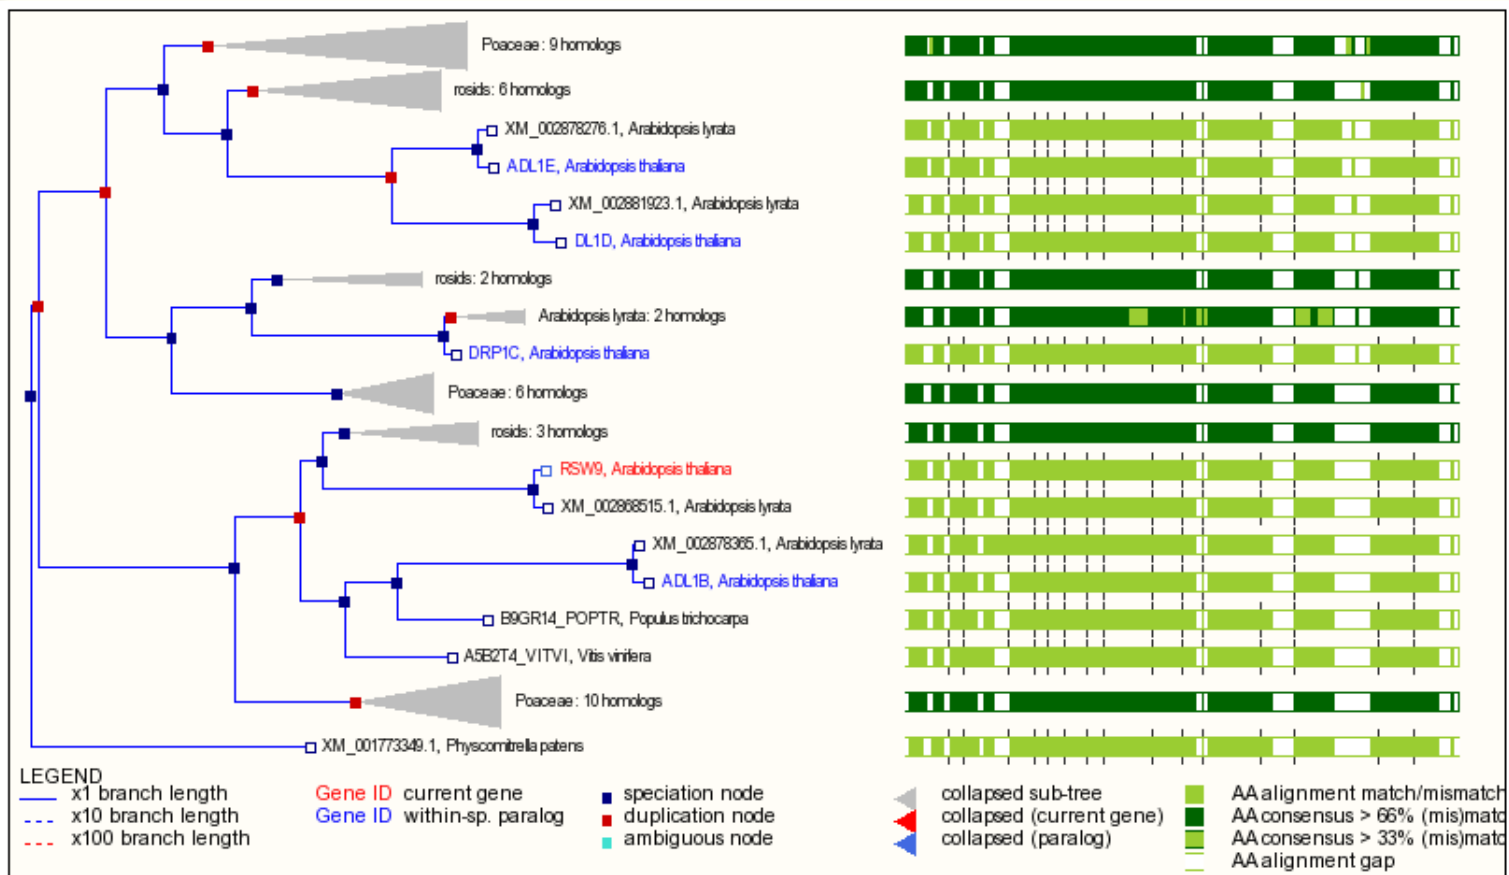 Poaceae: 9 homologs
rosids: 6 homologs
XM_002878276.1, Arabidopsis lyrata
ADL1E, Arabidopsis thaliana
XM_002881923.1, Arabidopsis lyrata
DL1D, Arabidopsis thaliana
rosids: 2 homologs
Arabidopsis lyrata: 2 homologs
DRP1C, Arabidopsis thaliana
Poaceae: 6 homologs
rosids: 3 homologs
RSW9, Arabidopsis thaliana
XM_002868515.1, Arabidopsis lyrata
XM_002878365.1, Arabidopsis lyrata
ADL1B, Arabidopsis thaliana
B9GR14_POPTR, Populus trichocarpa
A5B2T4_VITVI, Vitis vinifera
Poaceae: 10 homologs
XM_001773349.1, Physcomitrella patens
LEGEND
x1 branch length
x10 branch length
x100 branch length
Gene ID current gene
Gene ID within-sp. paralog
speciation node
duplication node
ambiguous node
collapsed sub-tree
collapsed (current gene)
collapsed (paralog)
AA alignment match/mismatch
AA consensus > 66% (mis)matc
AA consensus > 33% (mis)matc
AA alignment gap